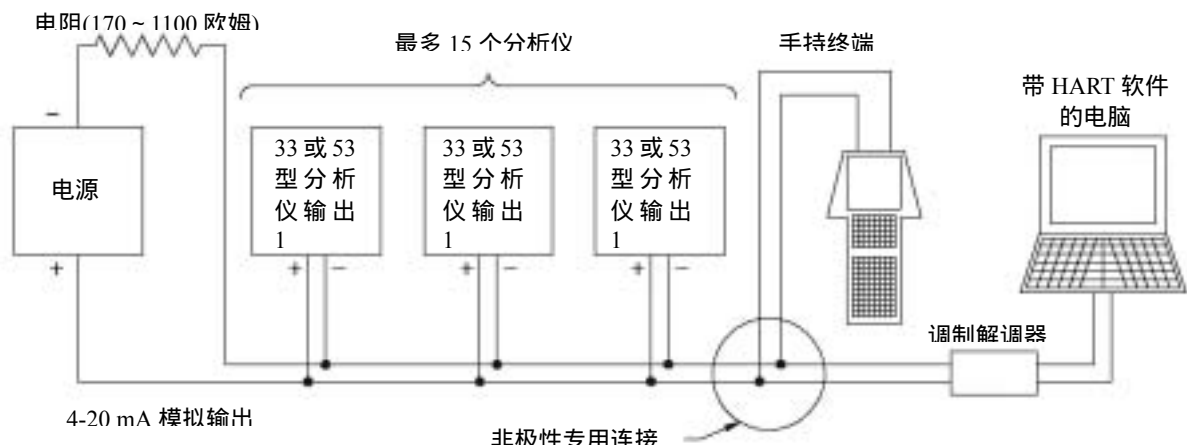 电阻(170 ~ 1100 欧姆)
最多 15 个分析仪
手持终端
带 HART 软件
的电脑
-
电源
+
33 或 53
型 分 析
仪 输 出
1
+ -
33 或 53
型 分 析
仪 输 出
1
+ -
33 或 53
型 分 析
仪 输 出
1
+ -
调制解调器
4-20 mA 模拟输出
非极性专用连接